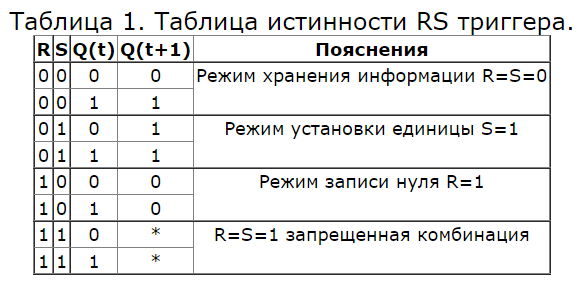 Таблица 1. Таблица истинности RS триггера.
R S Q(t) Q(t+1) Пояснения
0 0 0 0 Режим хранения информации R=S=0
0 0 1 1
0 1 0 1 Режим установки единицы S=1
0 1 1 1
1 0 0 0 Режим записи нуля R=1
1 0 1 0
1 1 0 * R=S=1 запрещенная комбинация
1 1 1 *